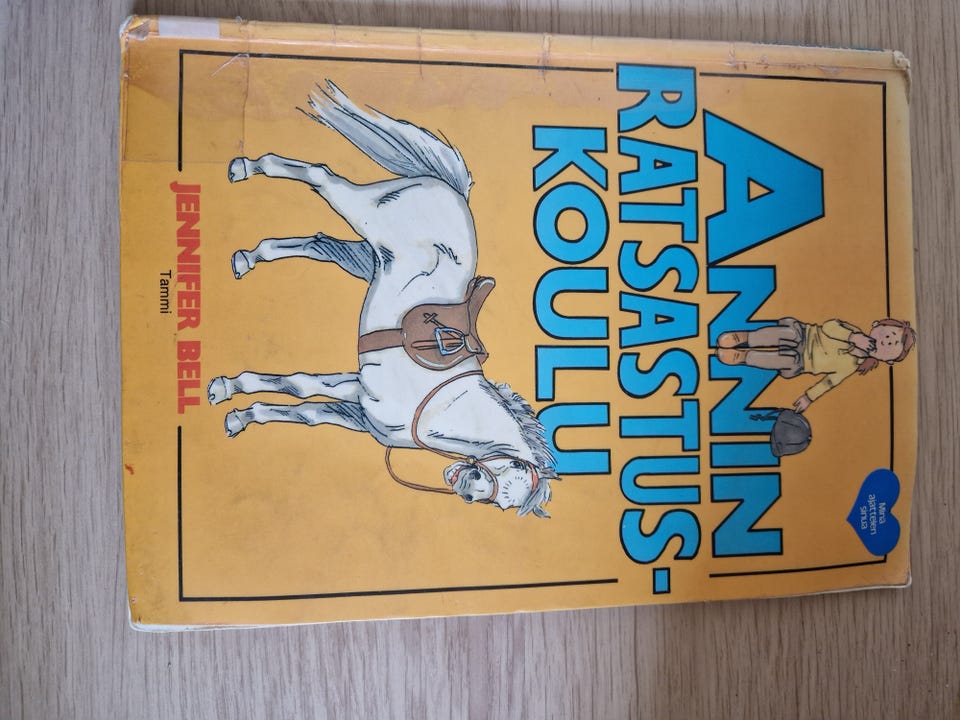 ANNIN
RATSASTUS-
KOULU
Minä
ajattelen
sinua
JENNIFER BELL
Tammi